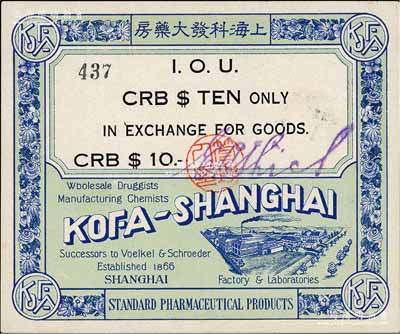 房藥大發科海上
437
I. O. U.
CRB $ TEN ONLY
IN EXCHANGE FOR GOODS.
CRB $ 10.-
Wholesale Druggists
Manufacturing Chemists
KOFA-SHANGHAI
Successors to Voelkel & Schroeder
Established 1866
SHANGHAI
Factory & Laboratories
STANDARD PHARMACEUTICAL PRODUCTS